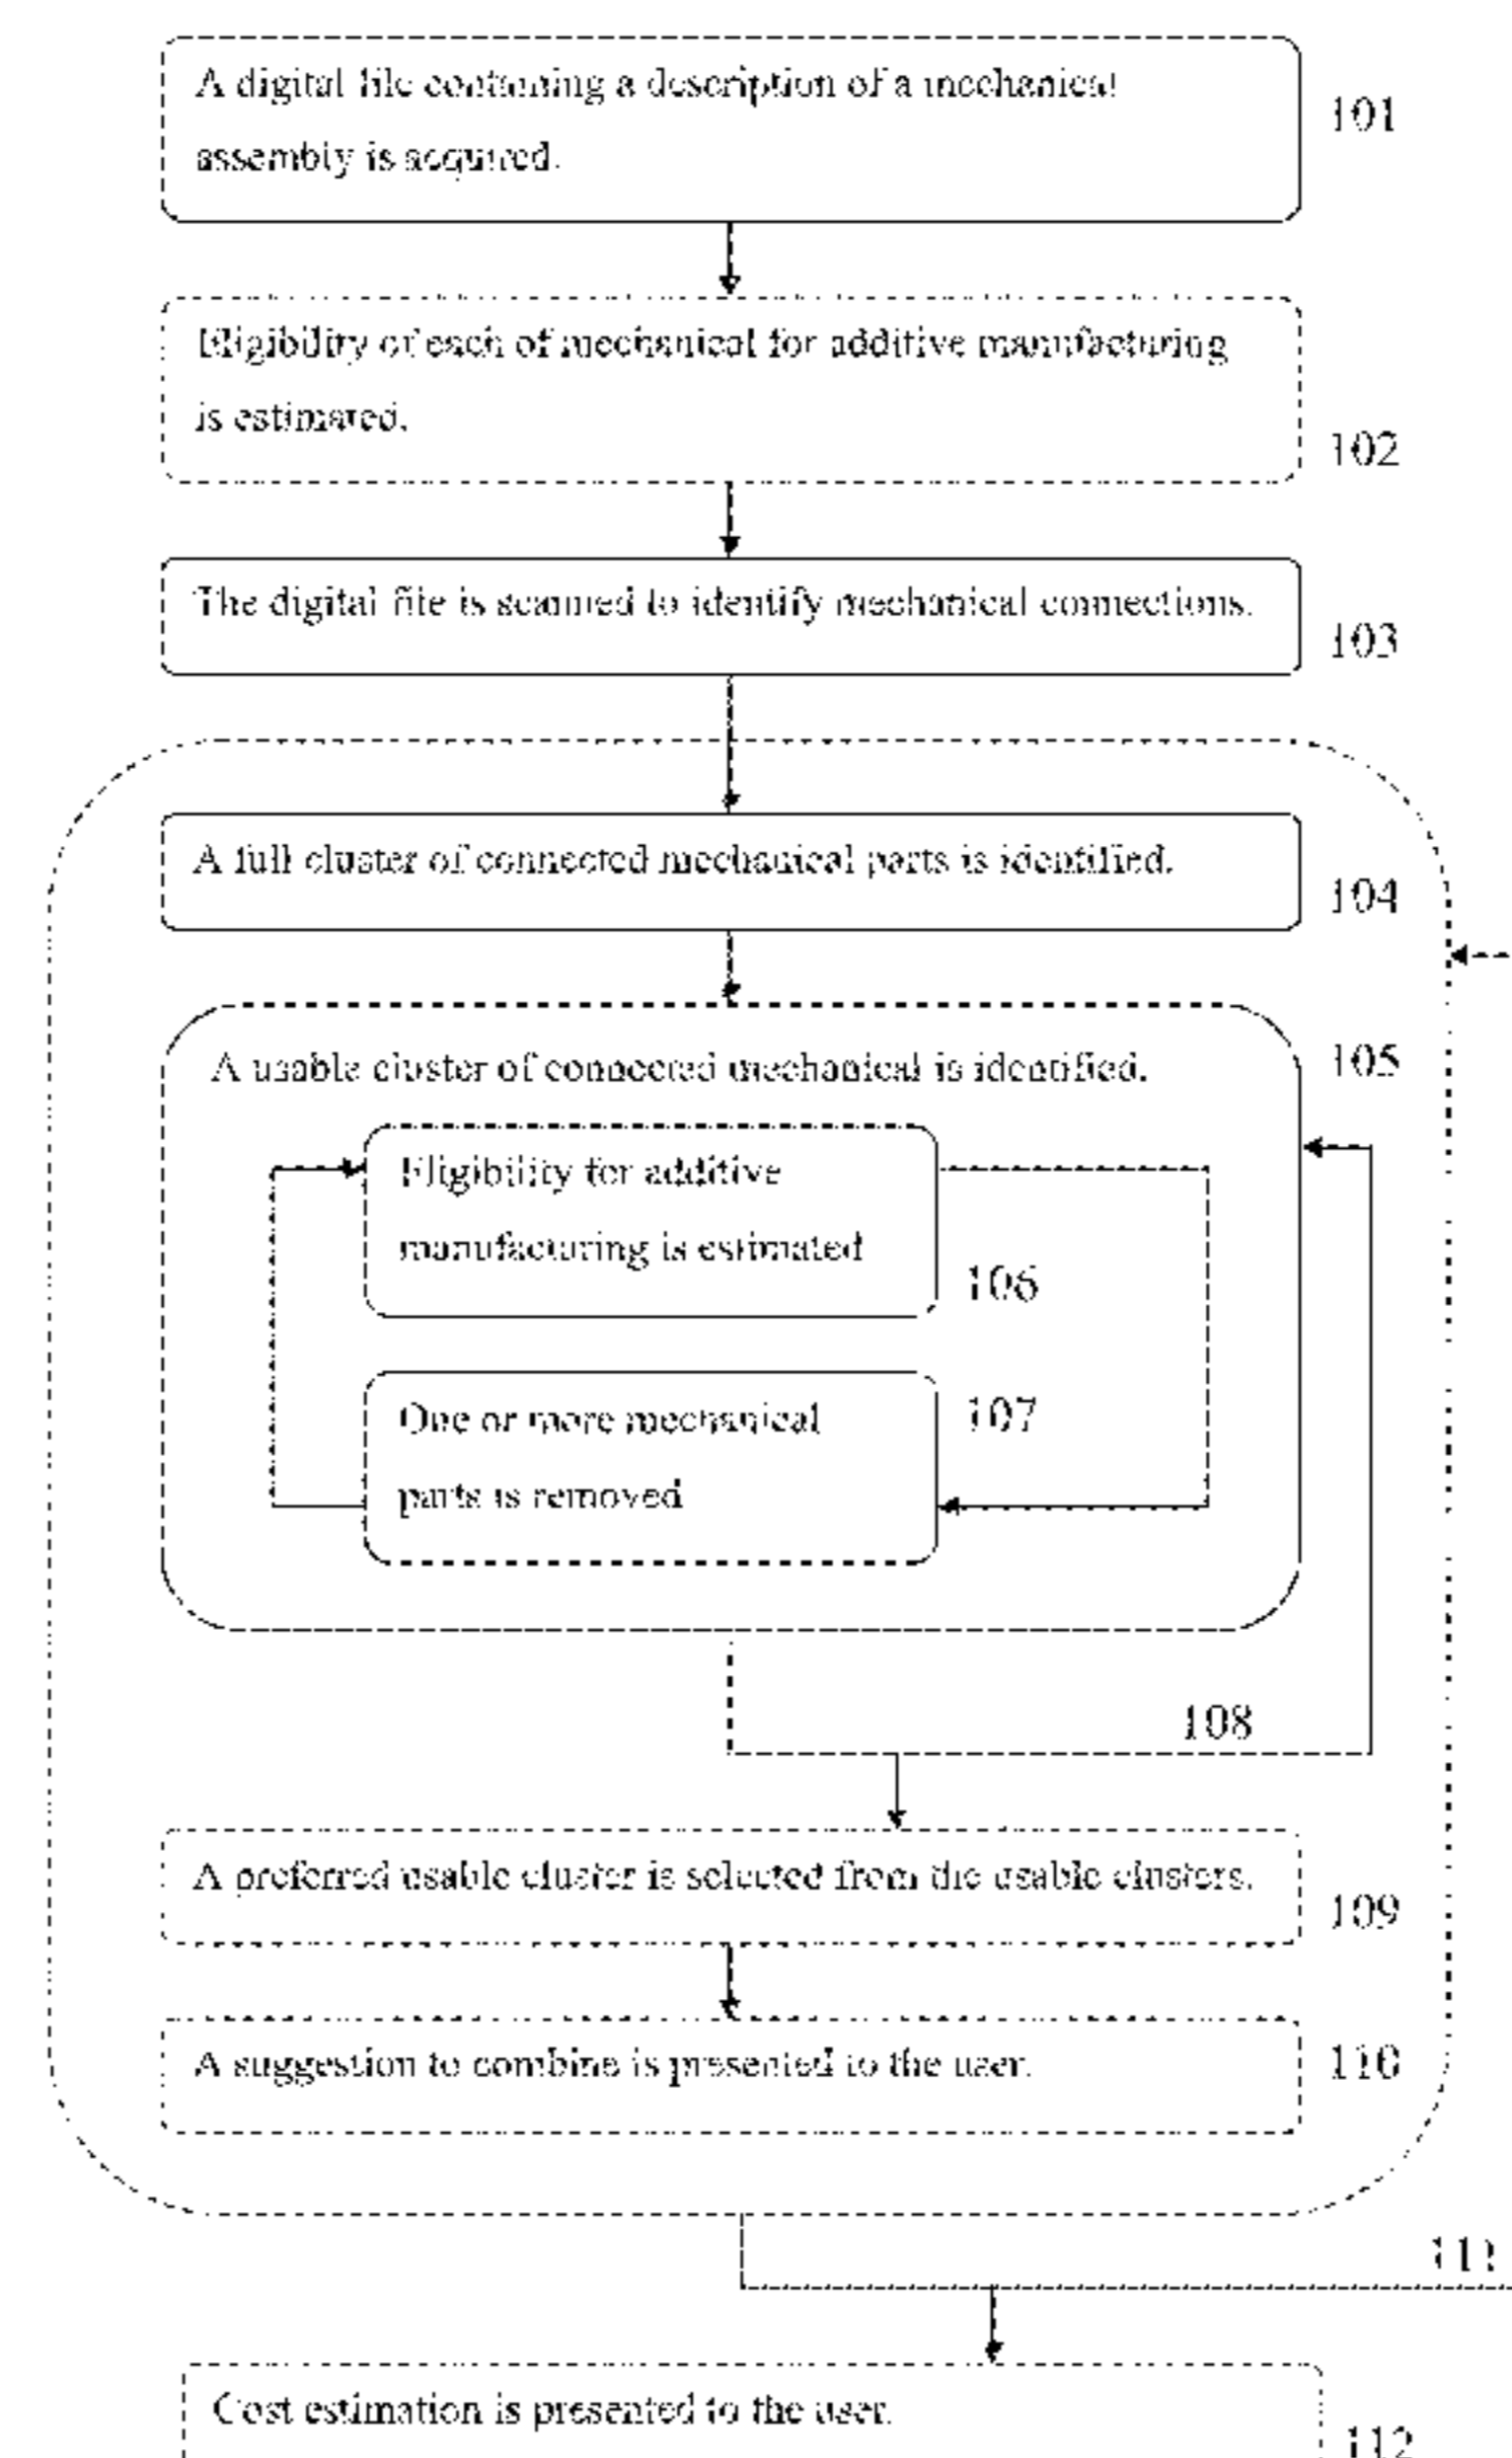 A digital file containing a description of a mechanical
assembly is acquired.
101
Eligibility of each of mechanical for additive manufacturing
is estimated.
102
The digital file is scanned to identify mechanical connections.
103
A full cluster of connected mechanical parts is identified.
104
A usable cluster of connected mechanical is identified.
105
Eligibility for additive
manufacturing is estimated
106
One or more mechanical
parts is removed
107
108
A preferred usable cluster is selected from the usable clusters.
109
A suggestion to combine is presented to the user.
110
111
Cost estimation is presented to the user.
112